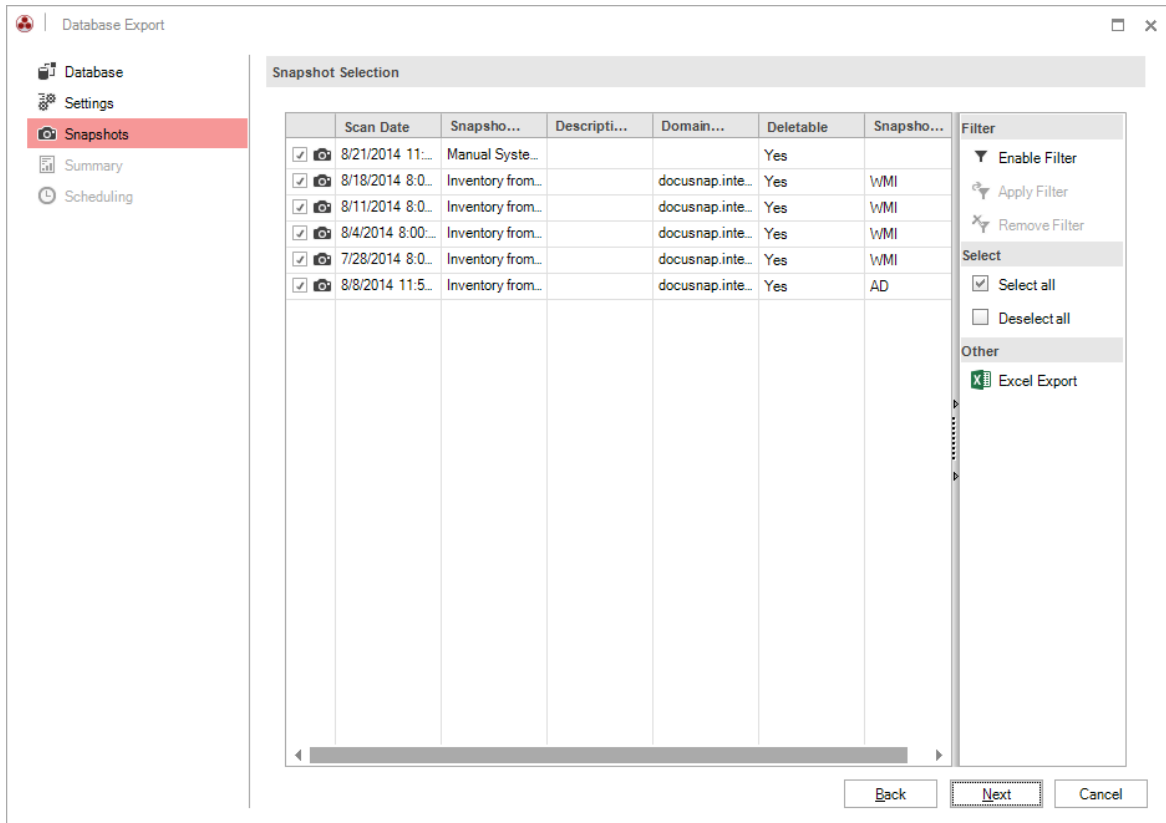 Database Export
Database
Settings
Snapshots
Summary
Scheduling
Snapshot Selection
Scan Date Snapsho... Descripti... Domain... Deletable Snapsho...
8/21/2014 11:... Manual Syste... Yes
8/18/2014 8:0... Inventory from... docusnap.inte... Yes WMI
8/11/2014 8:0... Inventory from... docusnap.inte... Yes WMI
8/4/2014 8:00:... Inventory from... docusnap.inte... Yes WMI
7/28/2014 8:0... Inventory from... docusnap.inte... Yes WMI
8/8/2014 11:5... Inventory from... docusnap.inte... Yes AD
Filter
Enable Filter
Apply Filter
Remove Filter
Select
Select all
Deselect all
Other
Excel Export
Back Next Cancel